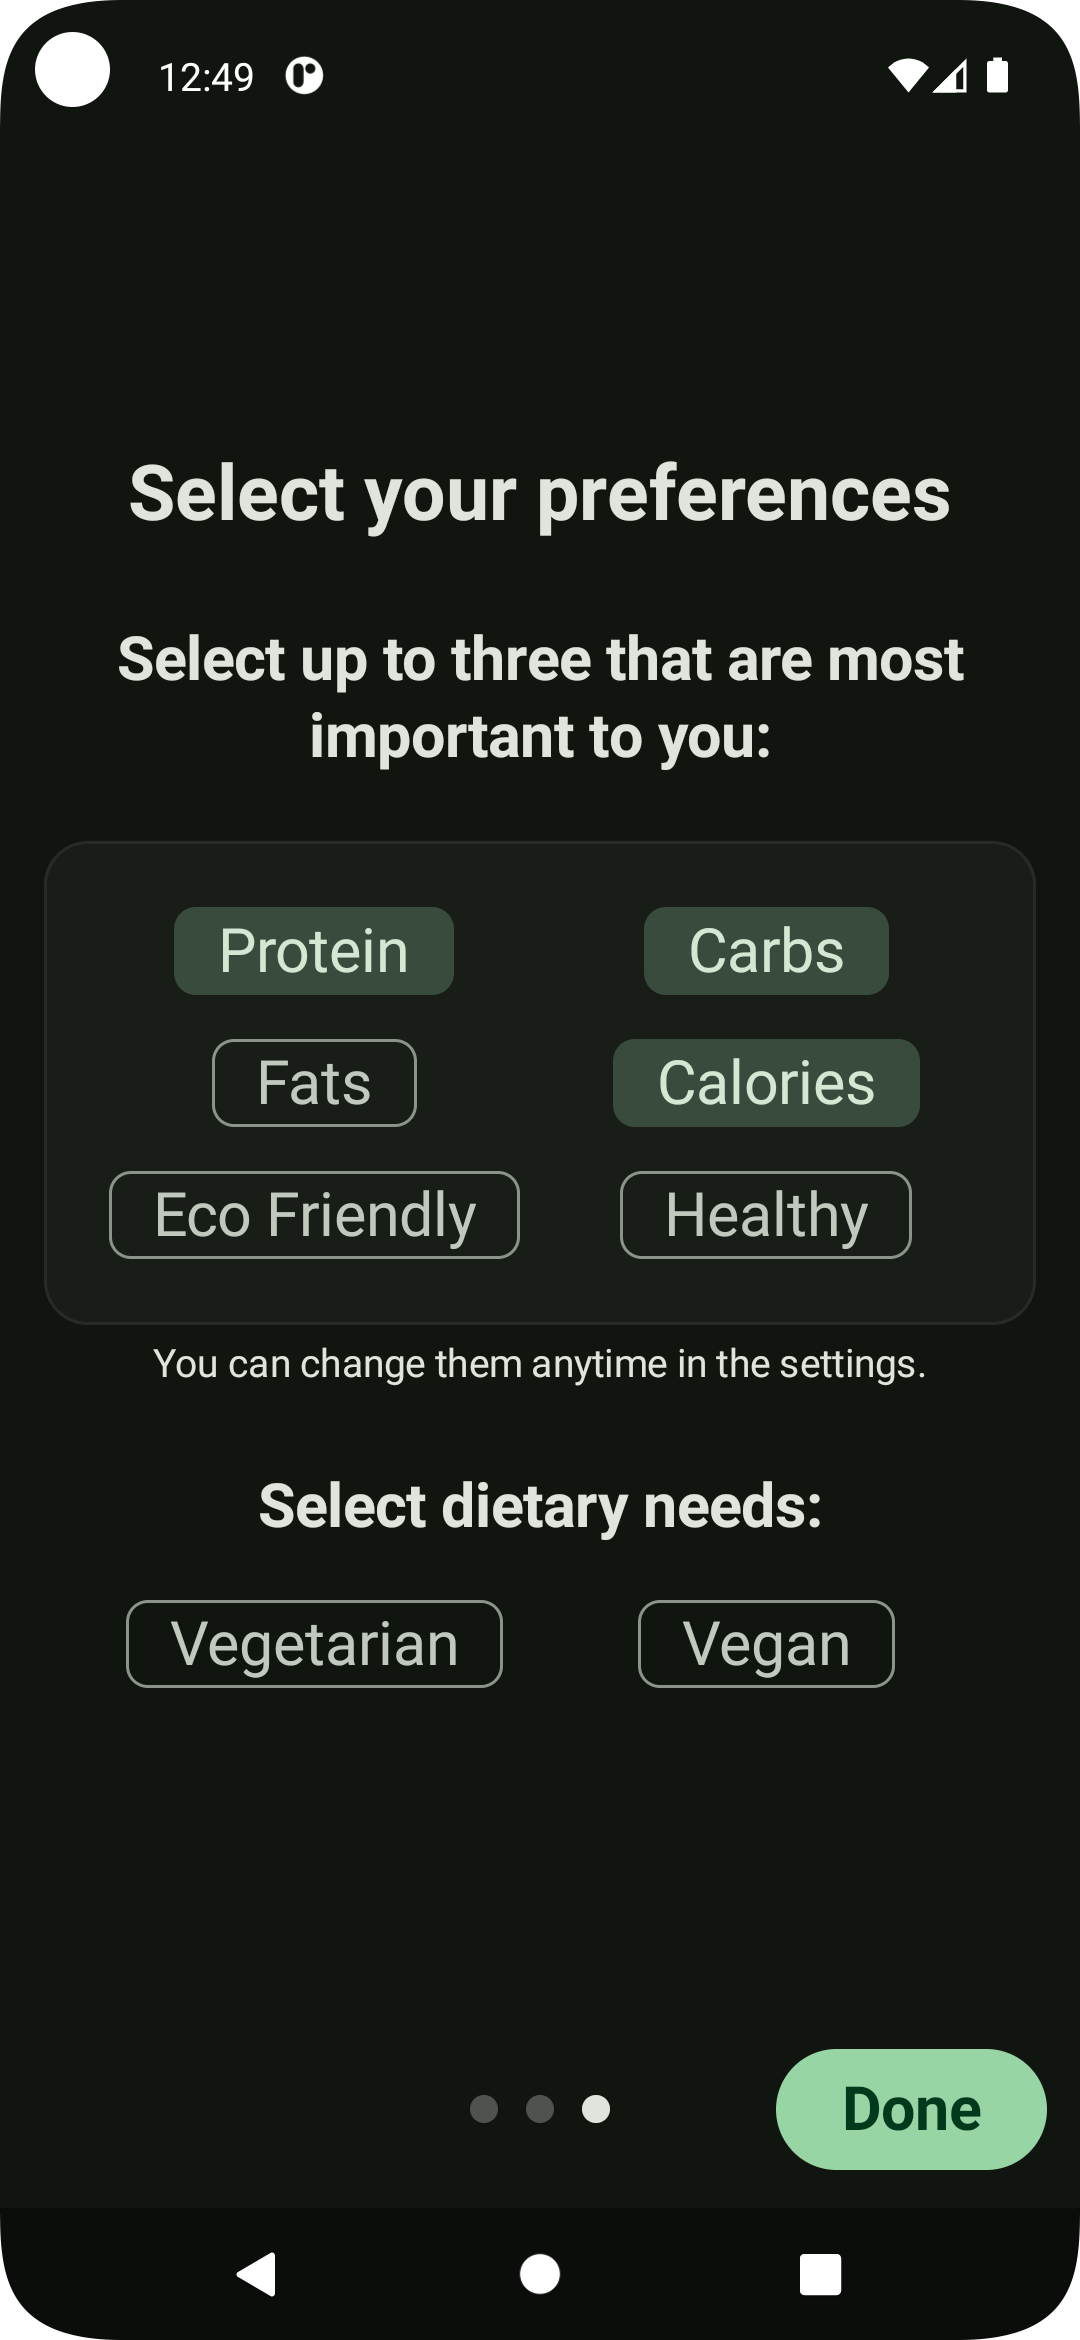 12:49
Select your preferences
Select up to three that are most
important to you:
Protein
Carbs
Fats
Calories
Eco Friendly
Healthy
You can change them anytime in the settings.
Select dietary needs:
Vegetarian
Vegan
Done